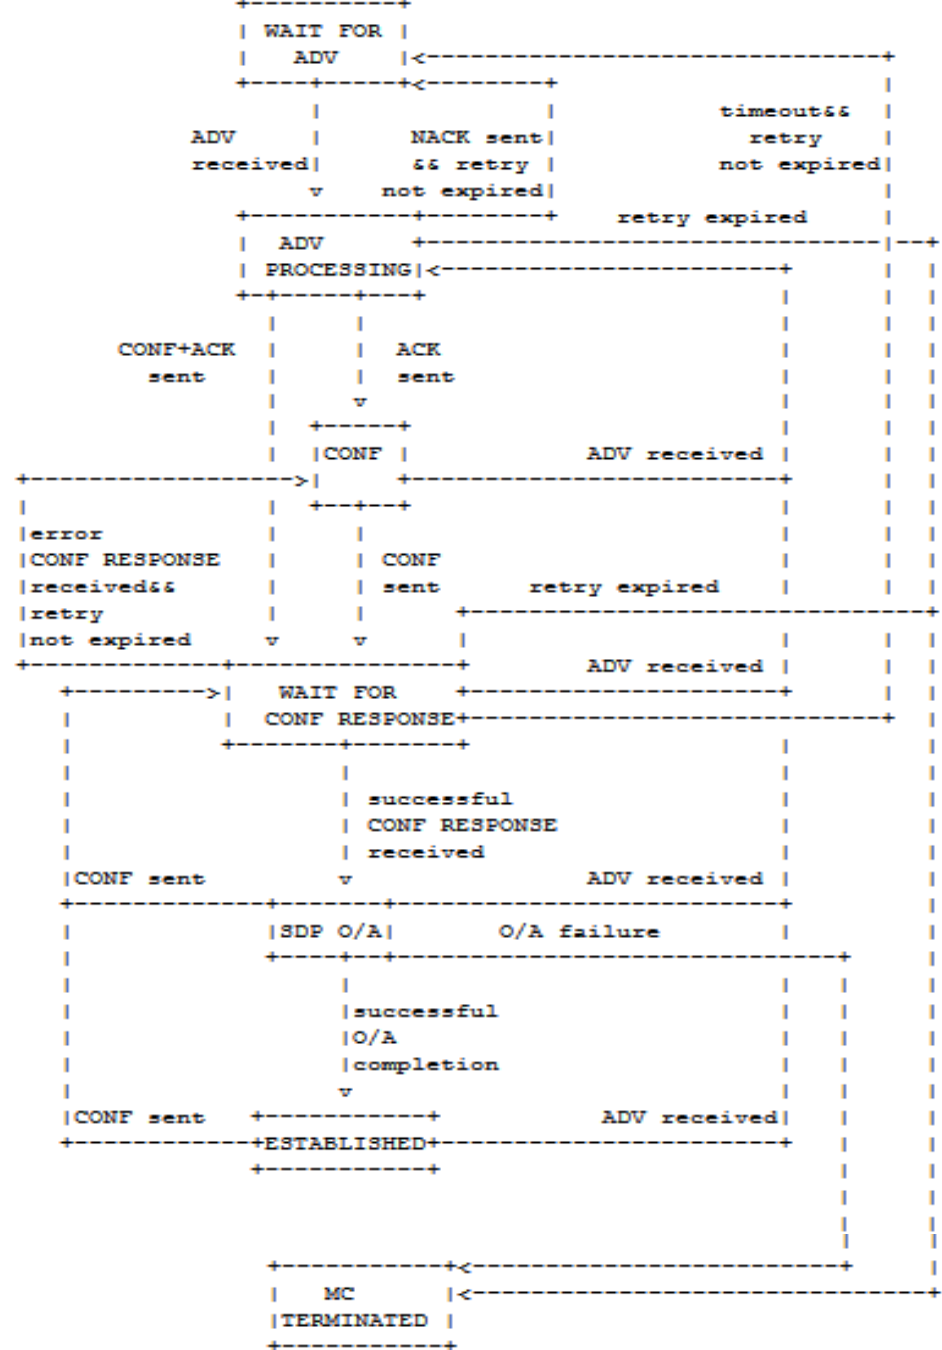 WAIT FOR
ADV
timeout&&
ADV NACK sent retry
received && retry not expired
not expired
retry expired
ADV
PROCESSING
CONF+ACK ACK
sent sent
CONF ADV received
error
CONF RESPONSE CONF
received&& sent retry expired
retry
not expired
ADV received
WAIT FOR
CONF RESPONSE
successful
CONF RESPONSE
received
CONF sent ADV received
SDP O/A O/A failure
successful
O/A
completion
CONF sent ADV received
ESTABLISHED
MC
TERMINATED